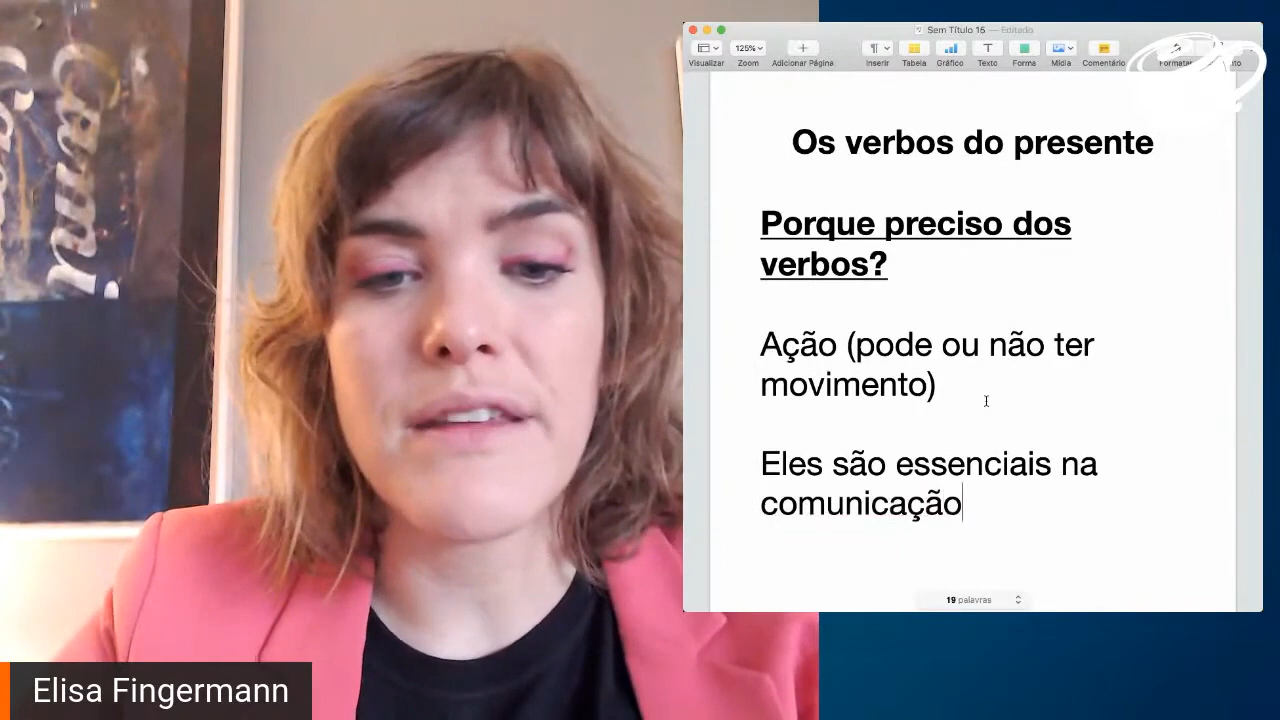 Sem Título 15 — Editado
125%
Visualizar
Zoom
Adicionar Página
Inserir
Tabela
Gráfico
Texto
Forma
Mídia
Comentário
Formatar
Os verbos do presente
Porque preciso dos
verbos?
Ação (pode ou não ter
movimento)
Eles são essenciais na
comunicação
19 palavras
Elisa Fingermann